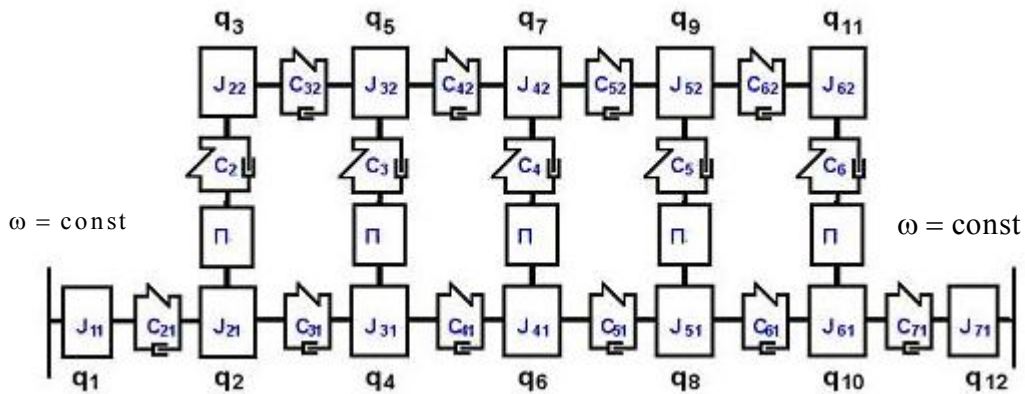 q3 q5 q7 q9 q11
J22 C32 J32 C42 J42 C52 J52 C62 J62
C2 C3 C4 C5 C6
ω = const П П П П П ω = const
J11 C21 J21 C31 J31 C41 J41 C51 J51 C61 J61 C71 J71
q1 q2 q4 q6 q8 q10 q12